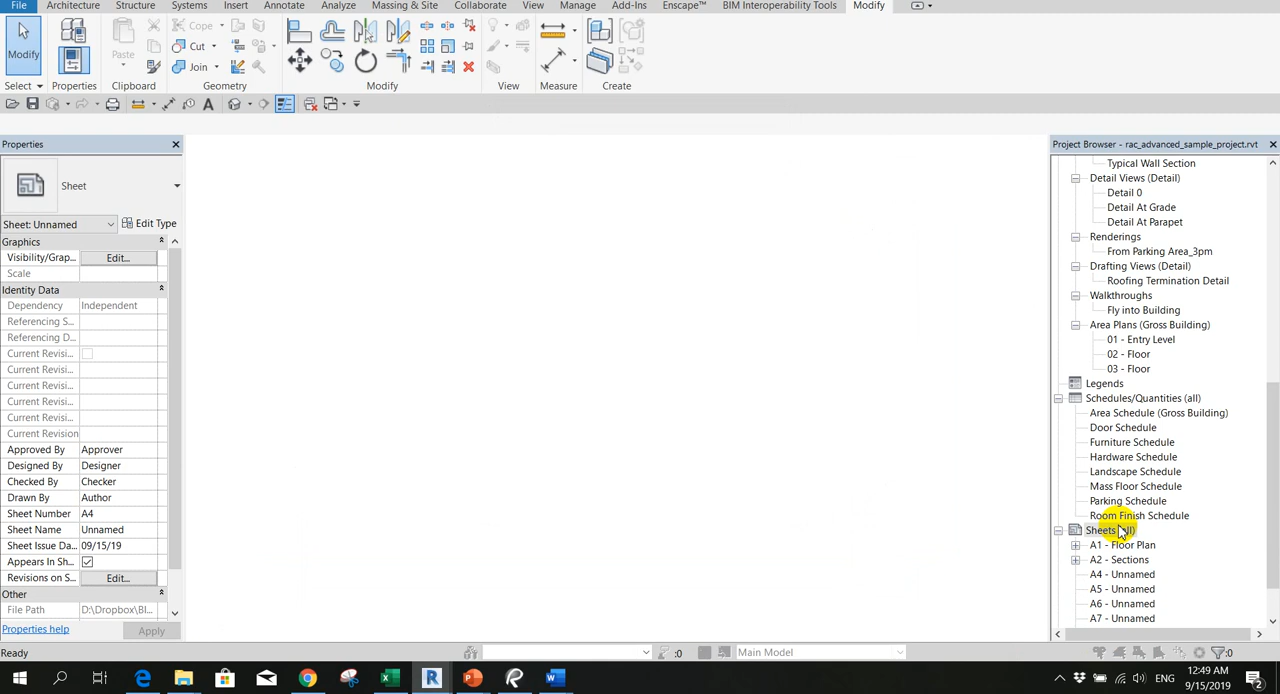 File Architecture Structure Systems Insert Annotate Analyze Massing & Site Collaborate View Manage Add-Ins Enscape™ BIM Interoperability Tools Modify
Modify
Paste
Cope
Cut
Join
Select Properties Clipboard Geometry Modify View Measure Create
Properties
Sheet
Sheet: Unnamed Edit Type
Graphics
Visibility/Grap... Edit...
Scale
Identity Data
Dependency Independent
Referencing S...
Referencing D...
Current Revisi...
Current Revisi...
Current Revisi...
Current Revisi...
Current Revisi...
Current Revision
Approved By Approver
Designed By Designer
Checked By Checker
Drawn By Author
Sheet Number A4
Sheet Name Unnamed
Sheet Issue Da... 09/15/19
Appears In Sh...
Revisions on S... Edit...
Other
File Path D:\Dropbox\BI...
Properties help Apply
Project Browser - rac_advanced_sample_project.rvt
Typical Wall Section
Detail Views (Detail)
Detail 0
Detail At Grade
Detail At Parapet
Renderings
From Parking Area_3pm
Drafting Views (Detail)
Roofing Termination Detail
Walkthroughs
Fly into Building
Area Plans (Gross Building)
01 - Entry Level
02 - Floor
03 - Floor
Legends
Schedules/Quantities (all)
Area Schedule (Gross Building)
Door Schedule
Furniture Schedule
Hardware Schedule
Landscape Schedule
Mass Floor Schedule
Parking Schedule
Room Finish Schedule
Sheets (all)
A1 - Floor Plan
A2 - Sections
A4 - Unnamed
A5 - Unnamed
A6 - Unnamed
A7 - Unnamed
Ready :0 Main Model :0
ENG 12:49 AM
9/15/2019 2